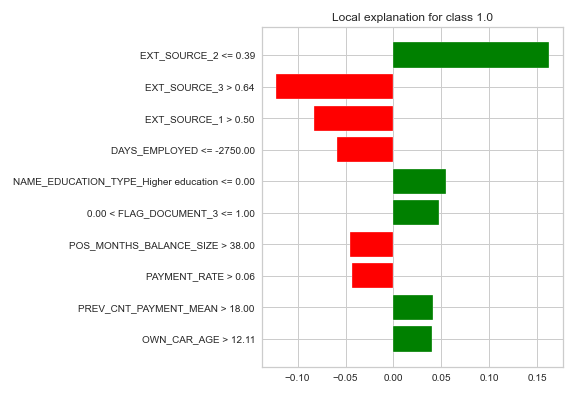 Local explanation for class 1.0
EXT_SOURCE_2 <= 0.39
EXT_SOURCE_3 > 0.64
EXT_SOURCE_1 > 0.50
DAYS_EMPLOYED <= -2750.00
NAME_EDUCATION_TYPE_Higher education <= 0.00
0.00 < FLAG_DOCUMENT_3 <= 1.00
POS_MONTHS_BALANCE_SIZE > 38.00
PAYMENT_RATE > 0.06
PREV_CNT_PAYMENT_MEAN > 18.00
OWN_CAR_AGE > 12.11
−0.10 −0.05 0.00 0.05 0.10 0.15